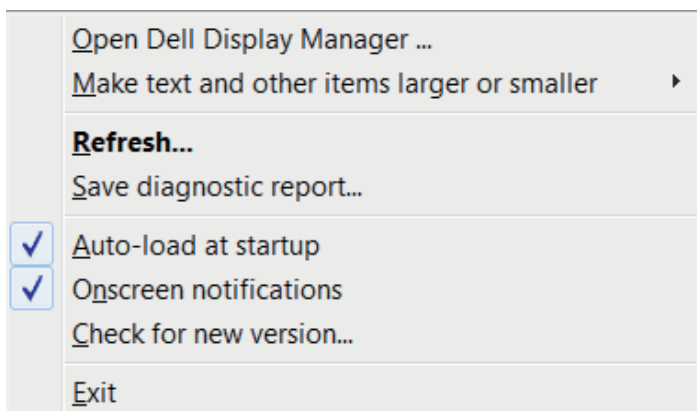 Open Dell Display Manager ...
Make text and other items larger or smaller
Refresh...
Save diagnostic report...
Auto-load at startup
Onscreen notifications
Check for new version...
Exit